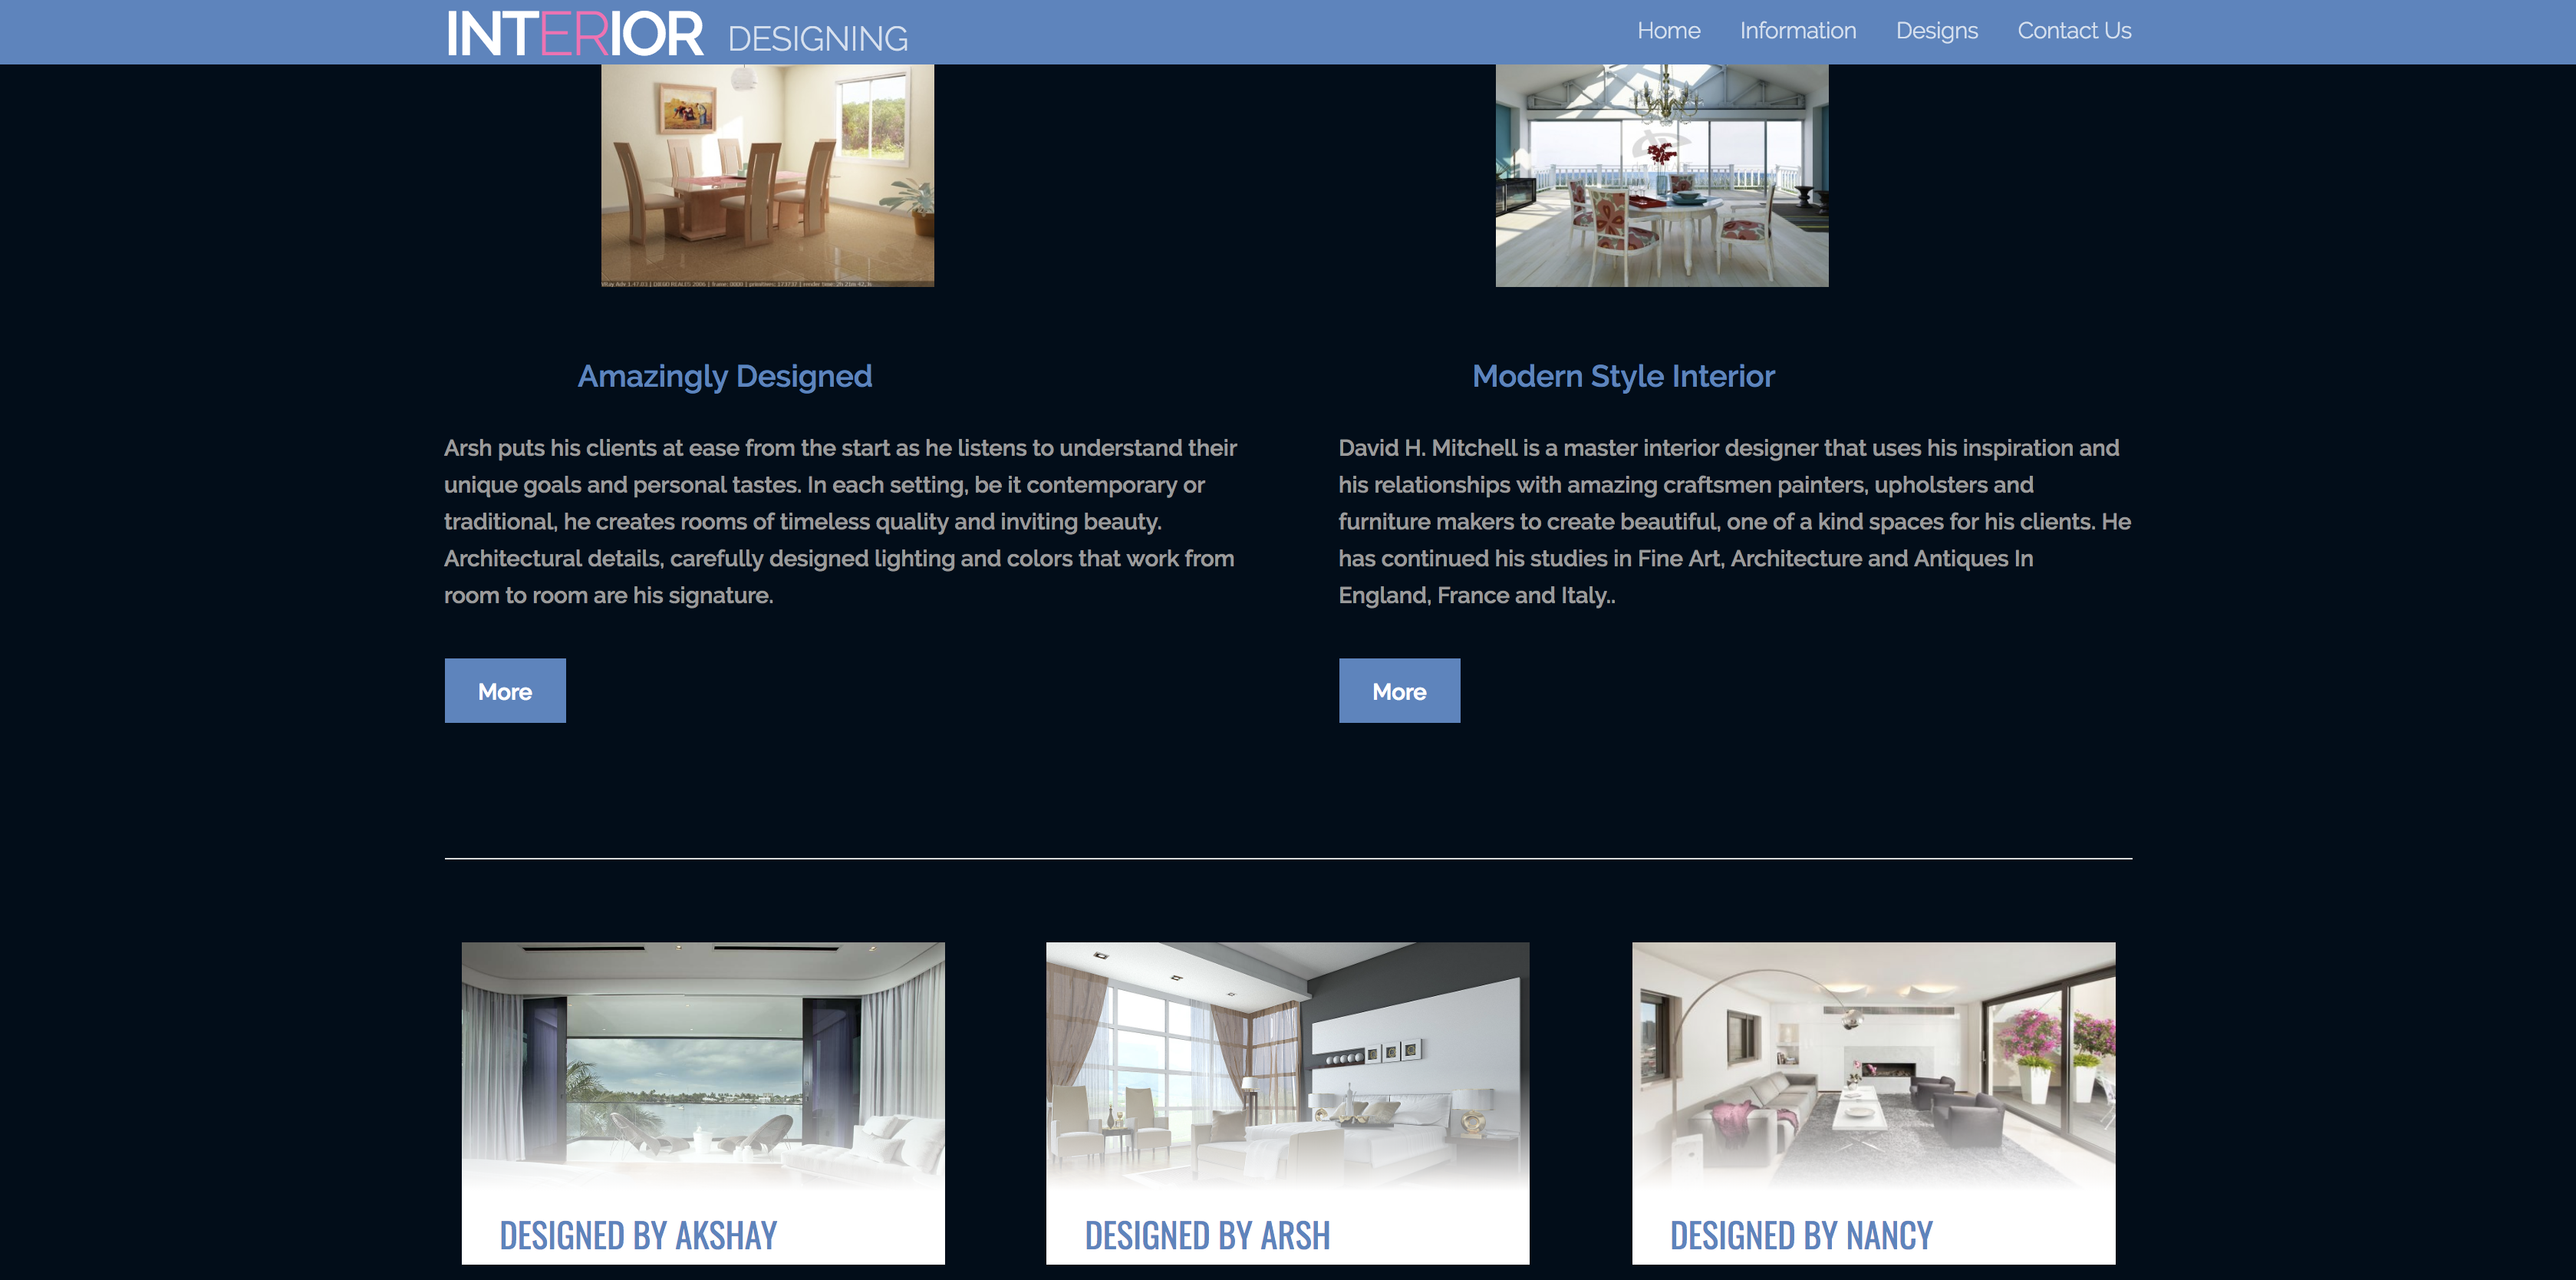 INTERIOR DESIGNING
Home Information Designs Contact Us
Amazingly Designed
Arsh puts his clients at ease from the start as he listens to understand their
unique goals and personal tastes. In each setting, be it contemporary or
traditional, he creates rooms of timeless quality and inviting beauty.
Architectural details, carefully designed lighting and colors that work from
room to room are his signature.
More
Modern Style Interior
David H. Mitchell is a master interior designer that uses his inspiration and
his relationships with amazing craftsmen painters, upholsters and
furniture makers to create beautiful, one of a kind spaces for his clients. He
has continued his studies in Fine Art, Architecture and Antiques In
England, France and Italy..
More
DESIGNED BY AKSHAY
DESIGNED BY ARSH
DESIGNED BY NANCY